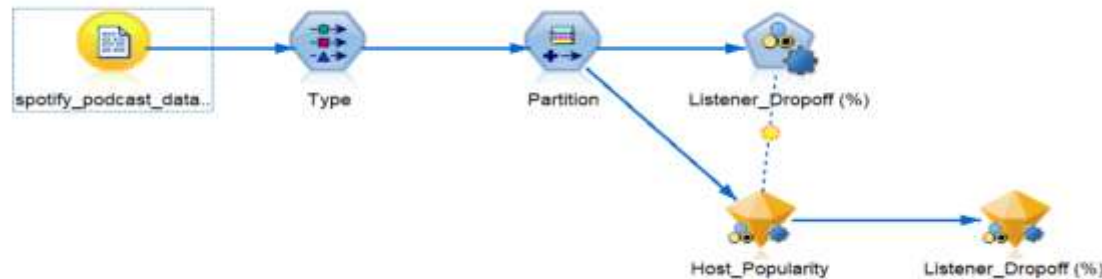 spotify_podcast_data..
Type
Partition
Listener_Dropoff (%)
Host_Popularity
Listener_Dropoff (%)